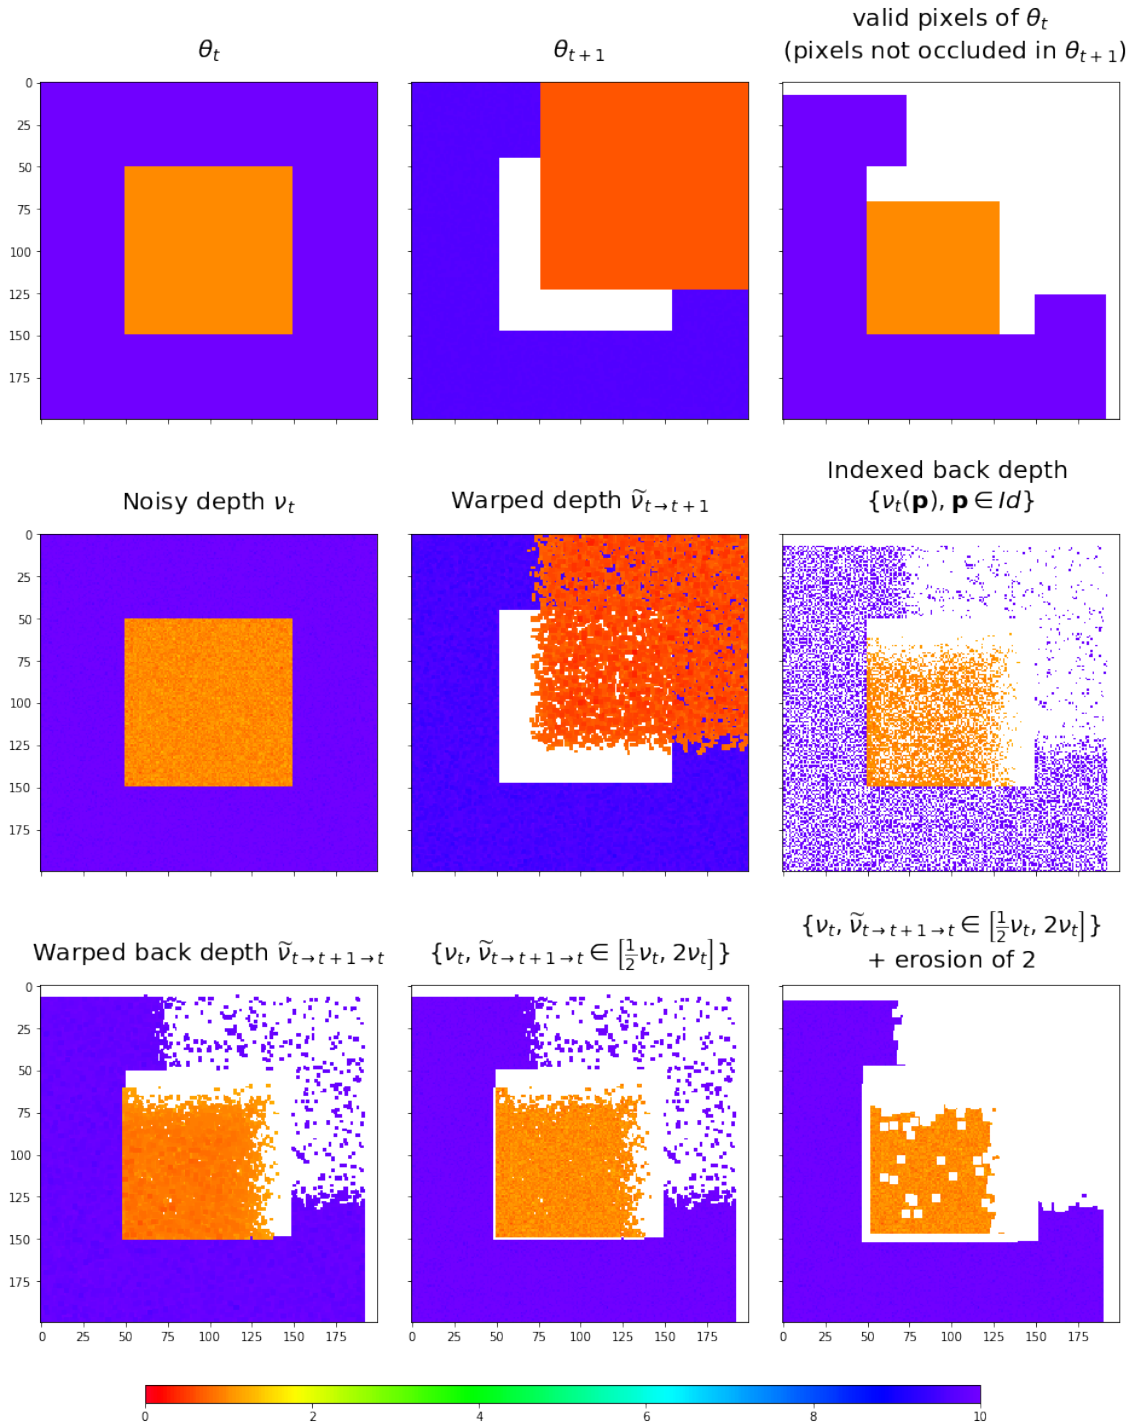 θt
θt+1
valid pixels of θt
(pixels not occluded in θt+1)
0
25
50
75
100
125
150
175
Noisy depth νt
Warped depth ν̃t→t+1
Indexed back depth
{νt(p), p ∈ Id}
0
25
50
75
100
125
150
175
Warped back depth ν̃t→t+1→t
{νt, ν̃t→t+1→t ∈ [½νt, 2νt]}
{νt, ν̃t→t+1→t ∈ [½νt, 2νt]}
+ erosion of 2
0
25
50
75
100
125
150
175
0 25 50 75 100 125 150 175
0 25 50 75 100 125 150 175
0 25 50 75 100 125 150 175
0 2 4 6 8 10